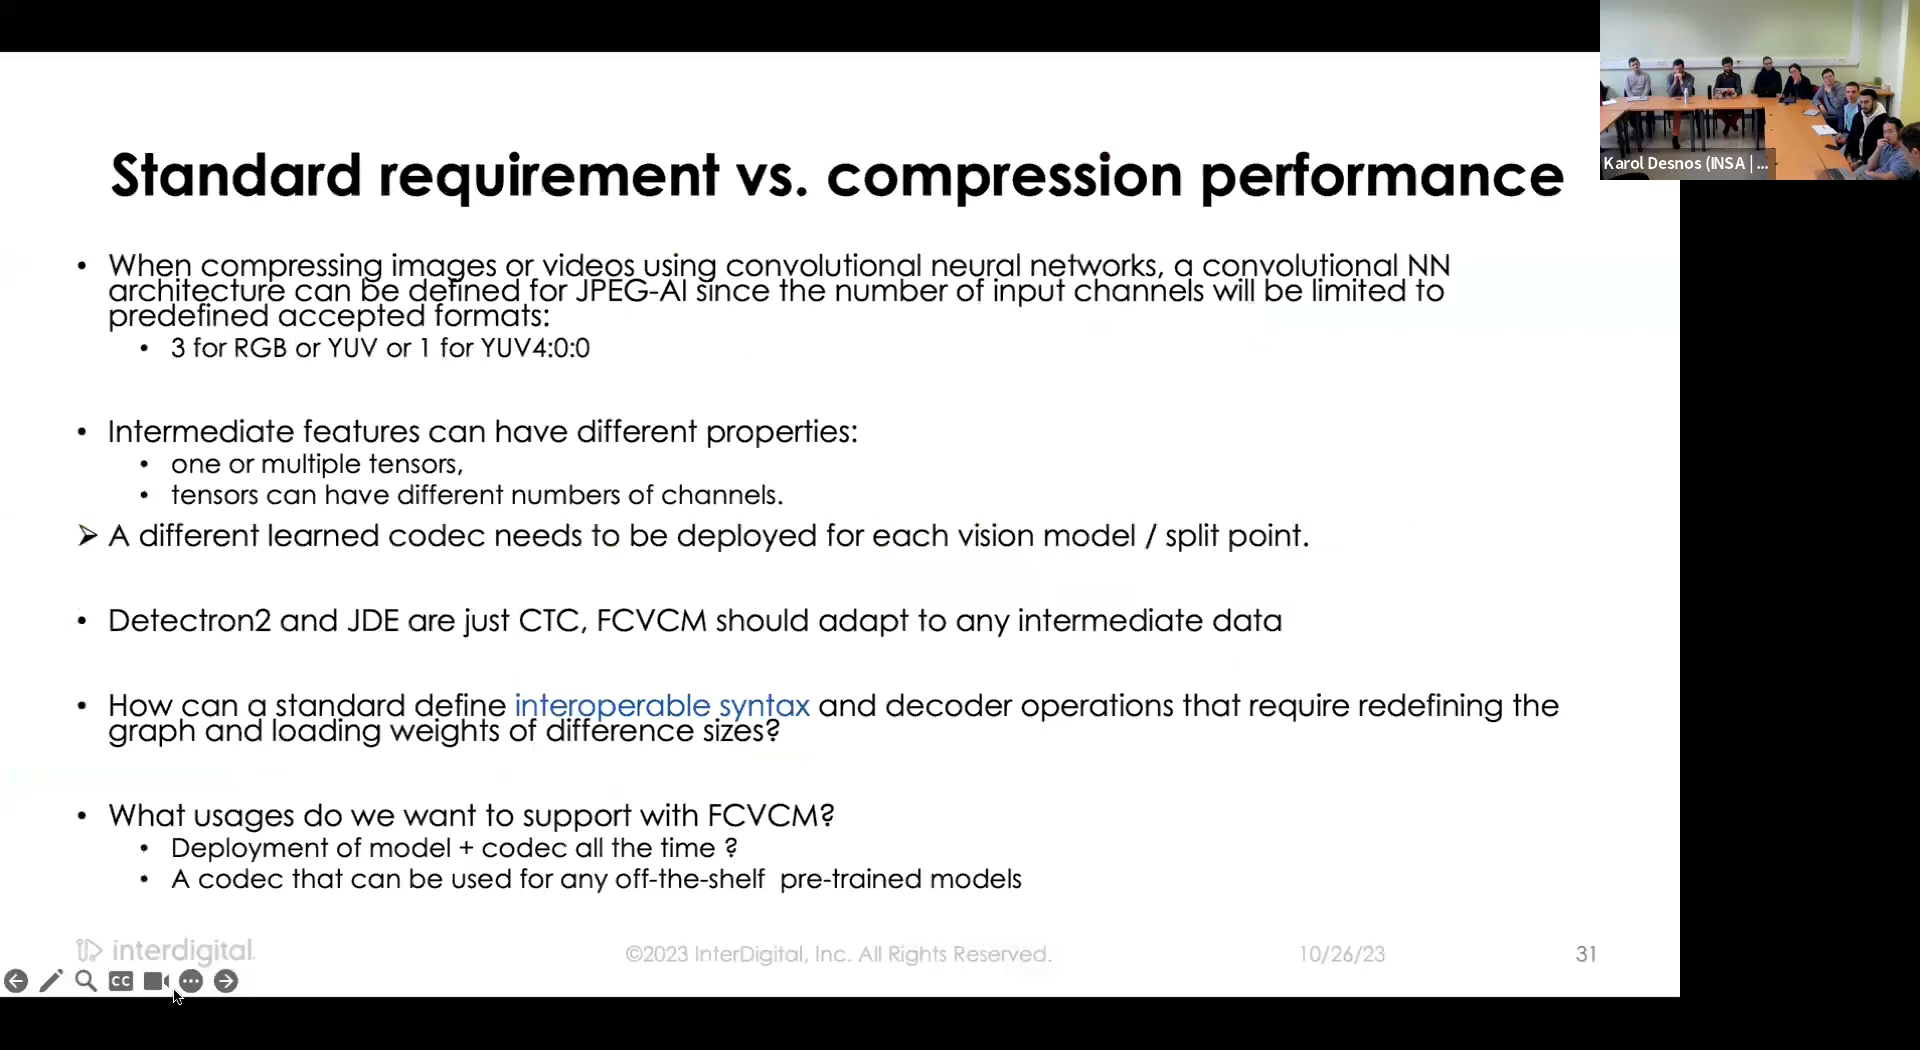 Karol Desnos (INSA | ...
Standard requirement vs. compression performance
• When compressing images or videos using convolutional neural networks, a convolutional NN
architecture can be defined for JPEG-AI since the number of input channels will be limited to
predefined accepted formats:
• 3 for RGB or YUV or 1 for YUV4:0:0
• Intermediate features can have different properties:
• one or multiple tensors,
• tensors can have different numbers of channels.
➢ A different learned codec needs to be deployed for each vision model / split point.
• Detectron2 and JDE are just CTC, FCVCM should adapt to any intermediate data
• How can a standard define interoperable syntax and decoder operations that require redefining the
graph and loading weights of difference sizes?
• What usages do we want to support with FCVCM?
• Deployment of model + codec all the time ?
• A codec that can be used for any off-the-shelf pre-trained models
interdigital.
©2023 InterDigital, Inc. All Rights Reserved.
10/26/23
31
CC